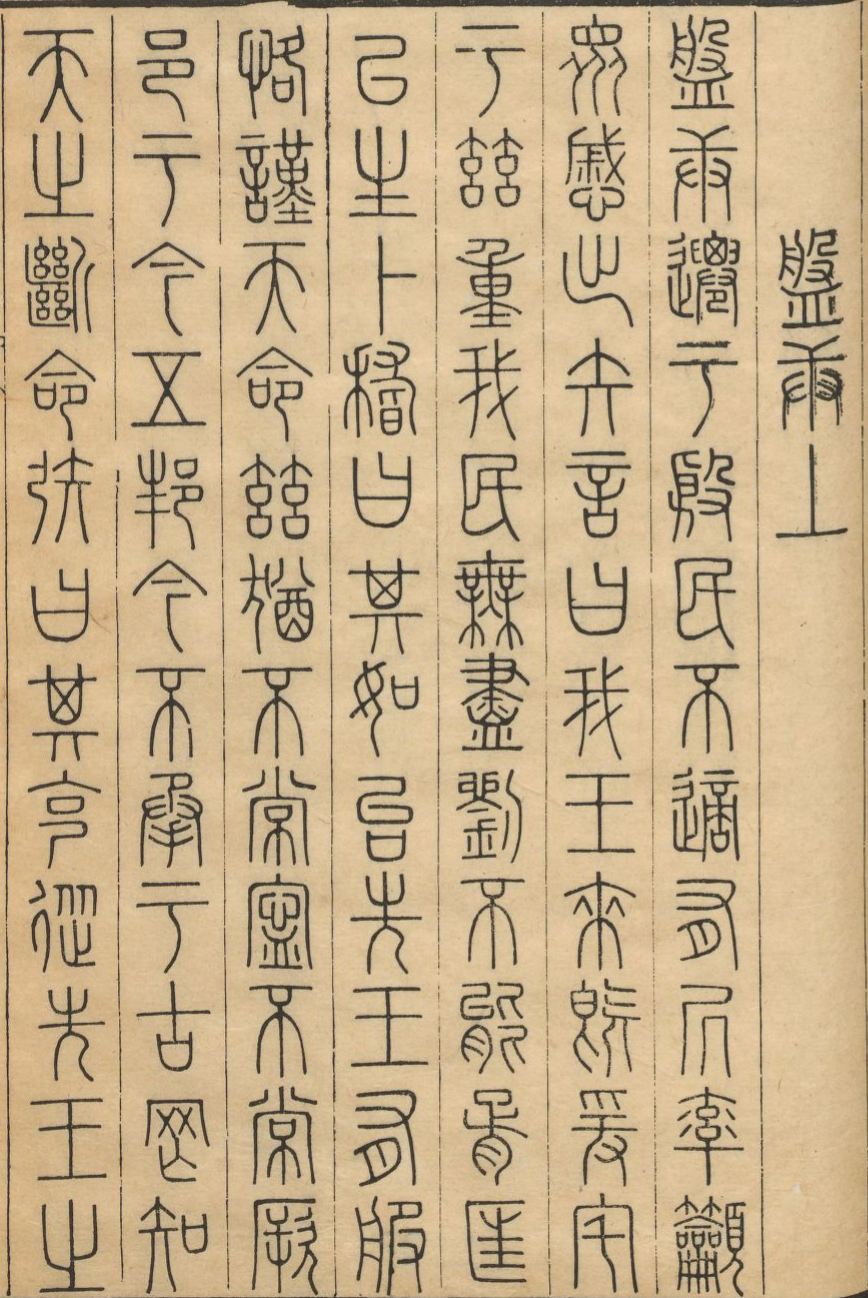 盤庚上
盤庚遷于殷民不適有凥率籲
眾慼出矢言曰我王來既爰宅
于茲重我民無盡劉不能胥匡
以生卜稽曰其如台先王有服
恪謹天命茲猶不常寧不常厥
邑于今五邦今不承于古罔知
天之斷命矧曰其克從先王之